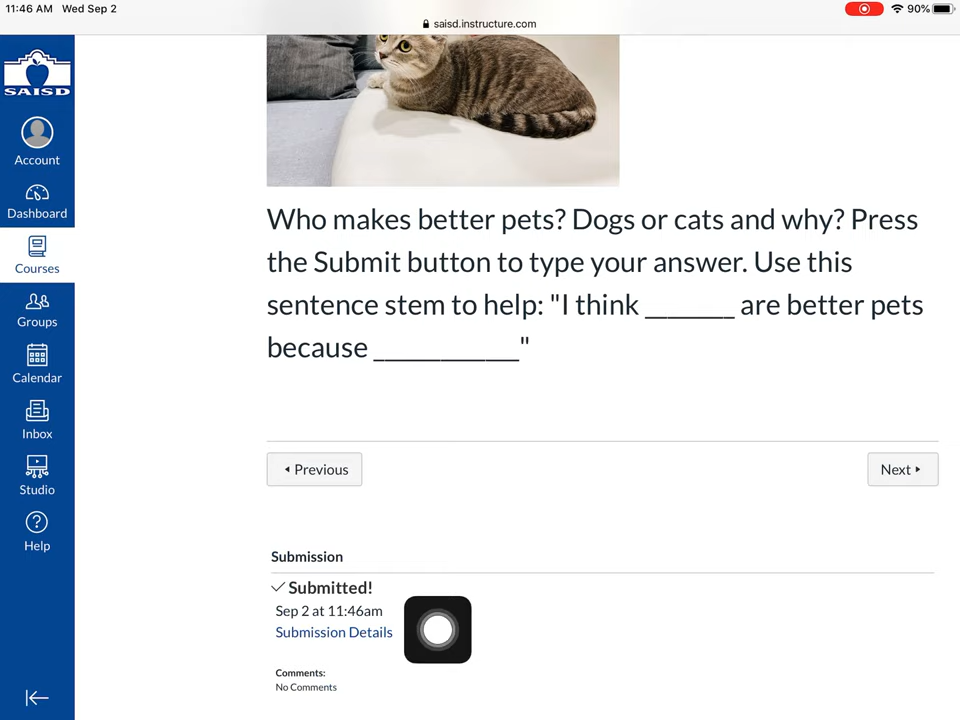 11:46 AM Wed Sep 2
90%
saisd.instructure.com
SAISD
Account
Dashboard
Courses
Groups
Calendar
Inbox
Studio
Help
Who makes better pets? Dogs or cats and why? Press
the Submit button to type your answer. Use this
sentence stem to help: "I think _______ are better pets
because ____________"
Previous
Next
Submission
Submitted!
Sep 2 at 11:46am
Submission Details
Comments:
No Comments